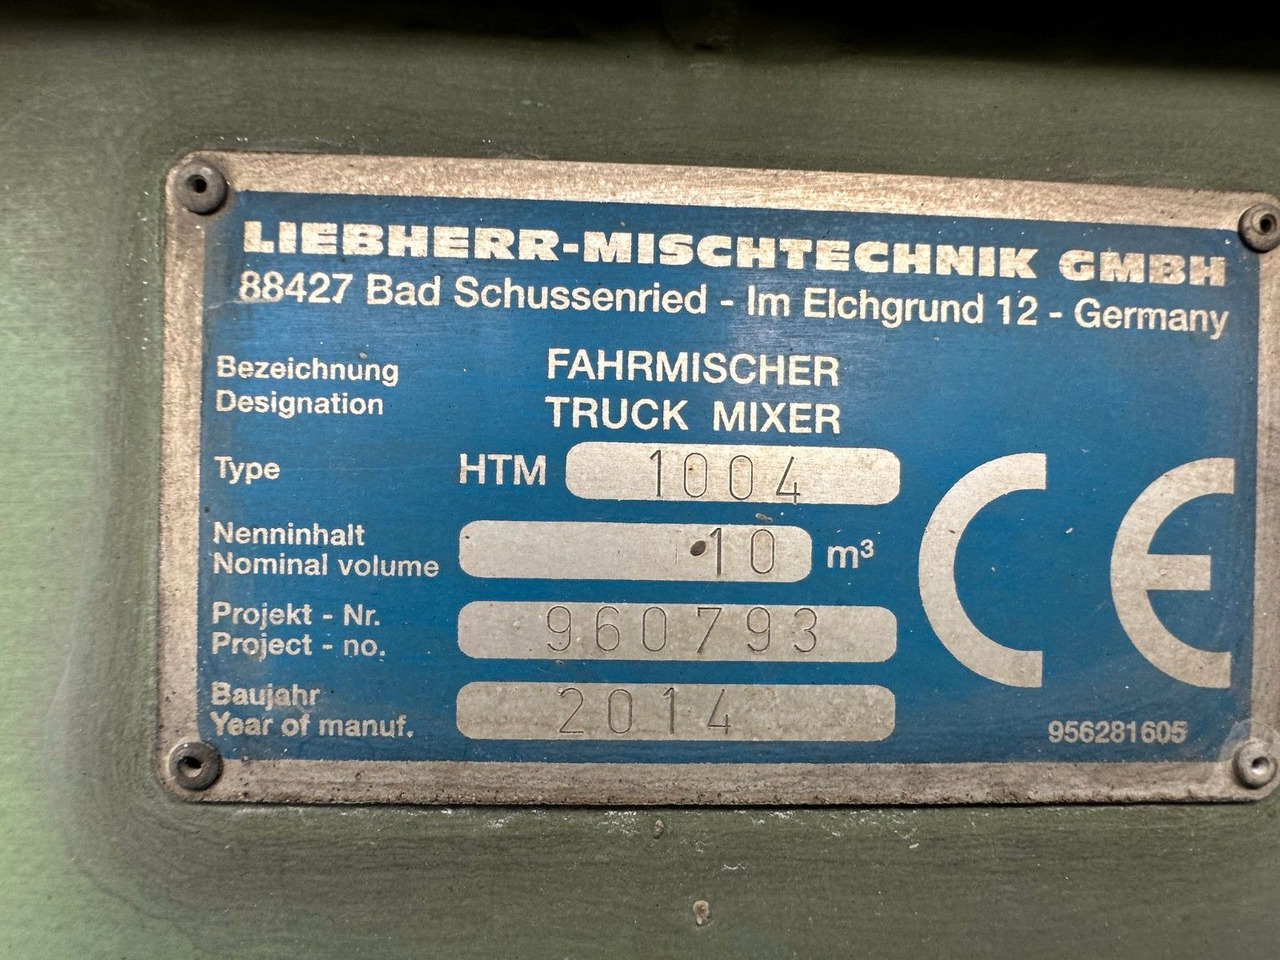 LIEBHERR-MISCHTECHNIK GMBH
88427 Bad Schussenried - Im Elchgrund 12 - Germany
Bezeichnung FAHRMISCHER
Designation TRUCK MIXER
Type HTM 1004
Nenninhalt
Nominal volume 10 m³
Projekt - Nr.
Project - no. 960793
Baujahr
Year of manuf. 2014
CE
956281605